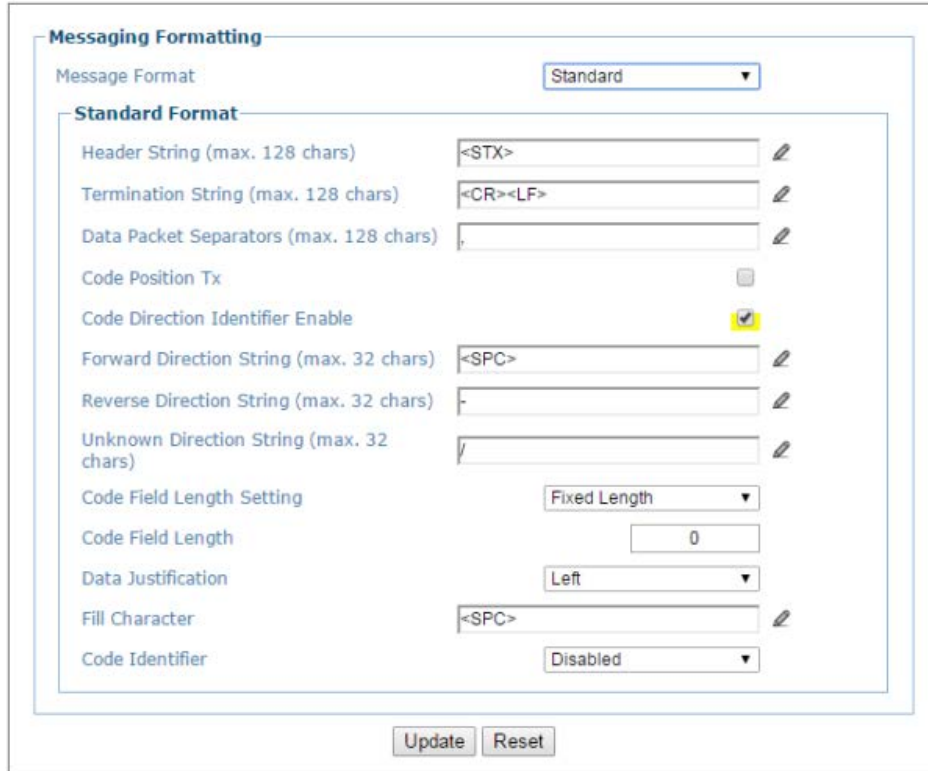 Messaging Formatting
Message Format Standard
Standard Format
Header String (max. 128 chars) <STX>
Termination String (max. 128 chars) <CR><LF>
Data Packet Separators (max. 128 chars) ,
Code Position Tx
Code Direction Identifier Enable
Forward Direction String (max. 32 chars) <SPC>
Reverse Direction String (max. 32 chars) -
Unknown Direction String (max. 32
chars) /
Code Field Length Setting Fixed Length
Code Field Length 0
Data Justification Left
Fill Character <SPC>
Code Identifier Disabled
Update Reset